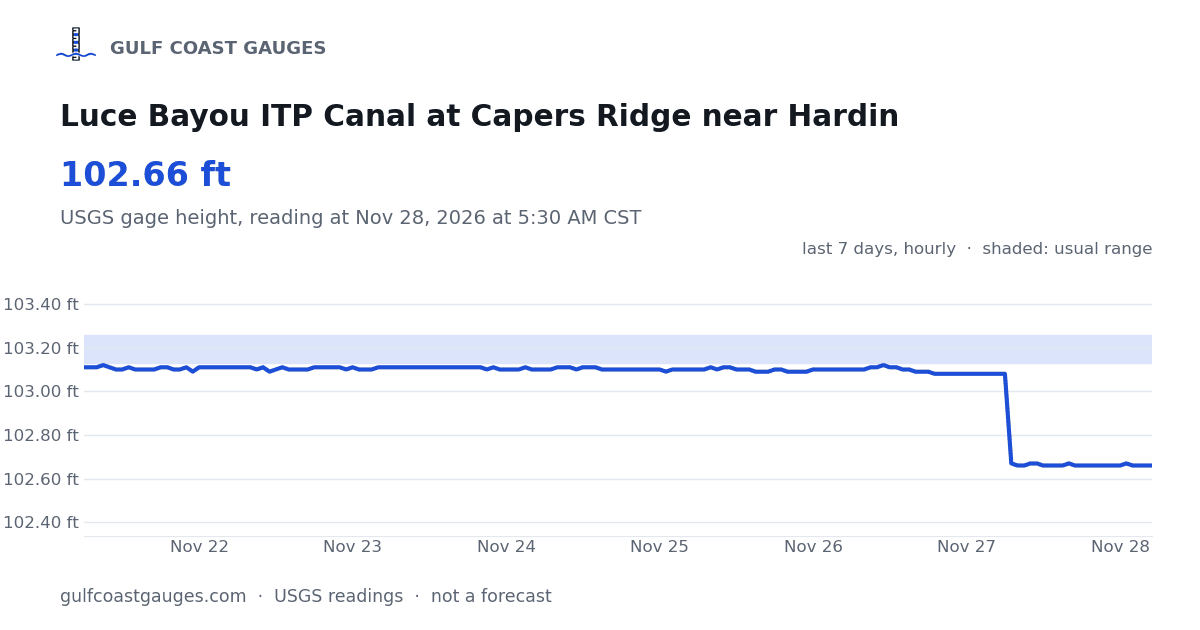 GULF COAST GAUGES
Luce Bayou ITP Canal at Capers Ridge near Hardin
102.66 ft
USGS gage height, reading at Nov 28, 2026 at 5:30 AM CST
last 7 days, hourly · shaded: usual range
103.40 ft
103.20 ft
103.00 ft
102.80 ft
102.60 ft
102.40 ft
Nov 22 Nov 23 Nov 24 Nov 25 Nov 26 Nov 27 Nov 28
gulfcoastgauges.com · USGS readings · not a forecast